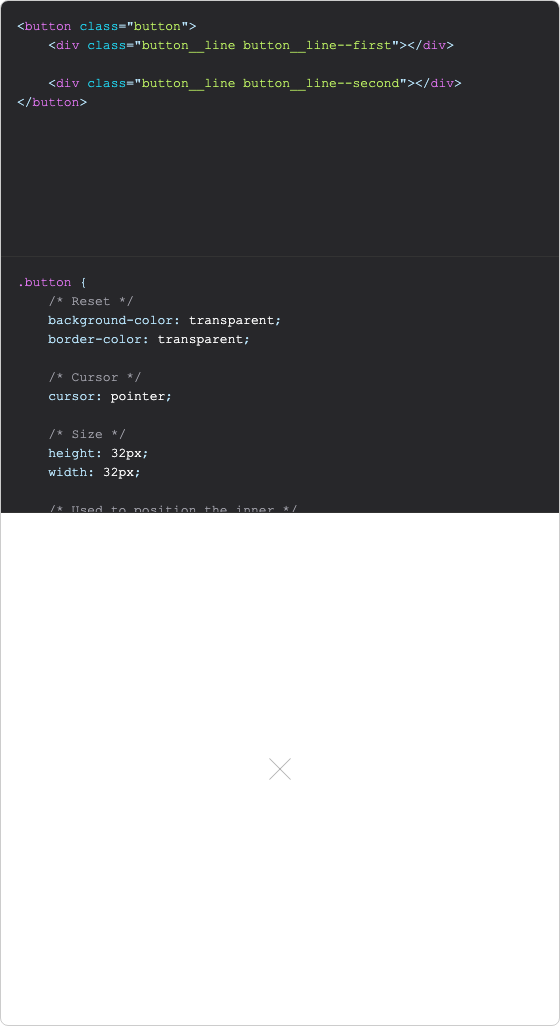 <button class="button">
    <div class="button__line button__line--first"></div>
    <div class="button__line button__line--second"></div>
</button>
.button {
    /* Reset */
    background-color: transparent;
    border-color: transparent;
    /* Cursor */
    cursor: pointer;
    /* Size */
    height: 32px;
    width: 32px;
    /* Used to position the inner */